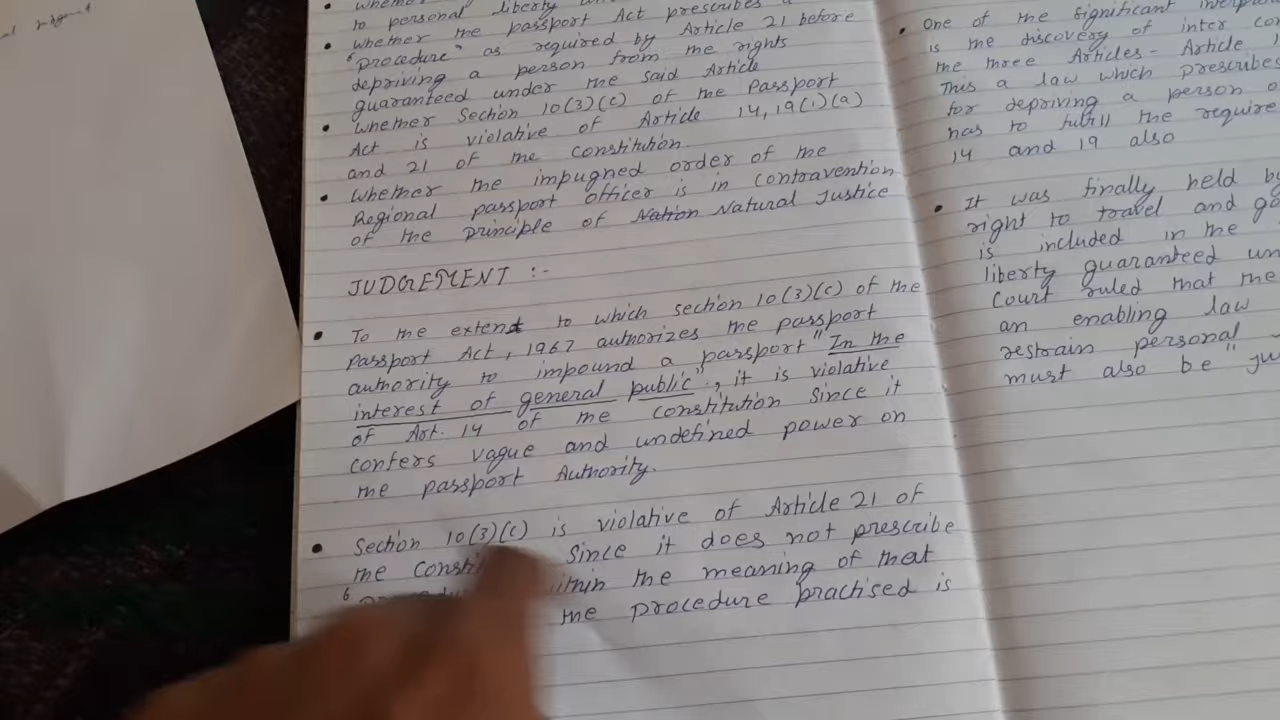 to personal liberty
• Whether the passport Act prescribes a
"procedure" as required by Article 21 before
depriving a person from the rights
guaranteed under the said Article
• Whether Section 10(3)(c) of the Passport
Act is violative of Article 14, 19(1)(a)
and 21 of the constitution.
• Whether the impugned order of the
Regional passport officer is in contravention
of the principle of Nation Natural Justice
JUDGEMENT :-
• To the extent to which section 10(3)(c) of the
passport Act, 1967 authorizes the passport
authority to impound a passport "In the
interest of general public", it is violative
of Art. 14 of the constitution since it
confers vague and undefined power on
the passport Authority.
• Section 10(3)(c) is violative of Article 21 of
the since it does not prescribe
within the meaning of that
the procedure practised is
• One of the significant
is the discovery of inter
the three Articles - Article
This a law which prescribes
for depriving a person
has to fulfil the require
14 and 19 also
• It was finally held by
right to travel and go
is included in the
liberty guaranteed un
Court ruled that the
an enabling law
restrain personal
must also be "ju